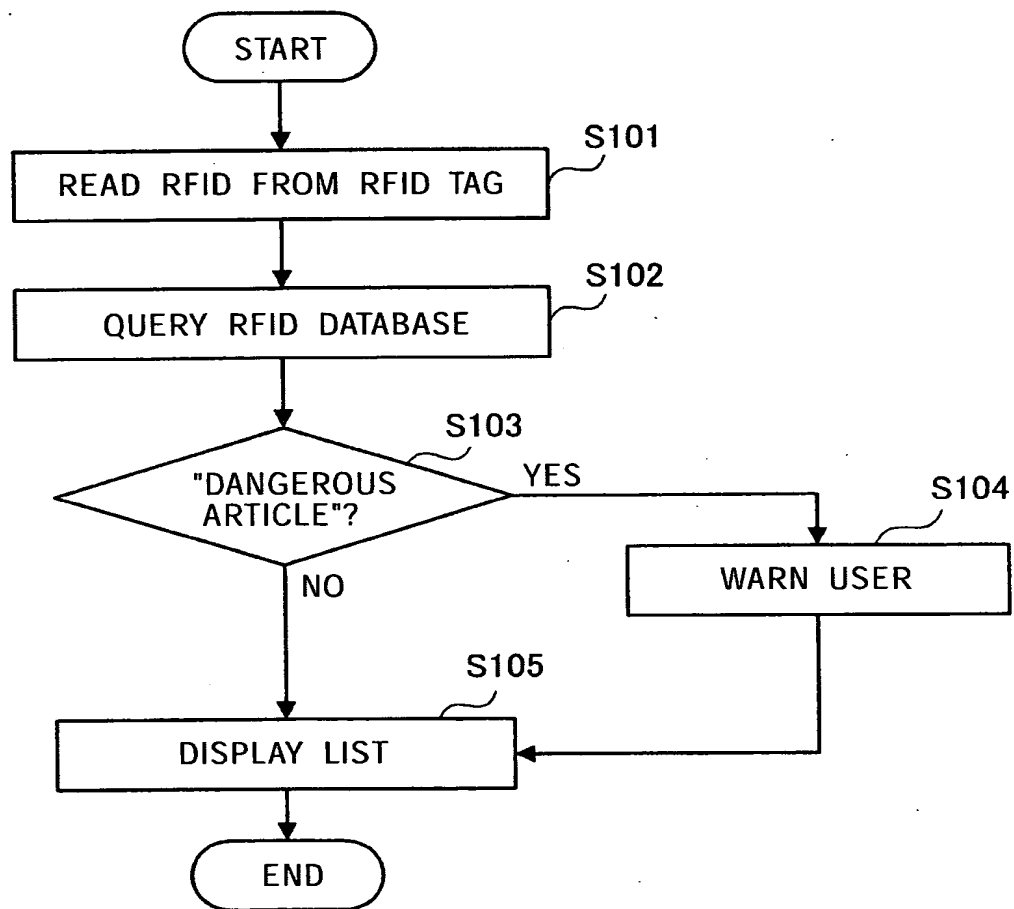 START
S101
READ RFID FROM RFID TAG
S102
QUERY RFID DATABASE
S103
"DANGEROUS
ARTICLE"?
YES
S104
WARN USER
NO
S105
DISPLAY LIST
END